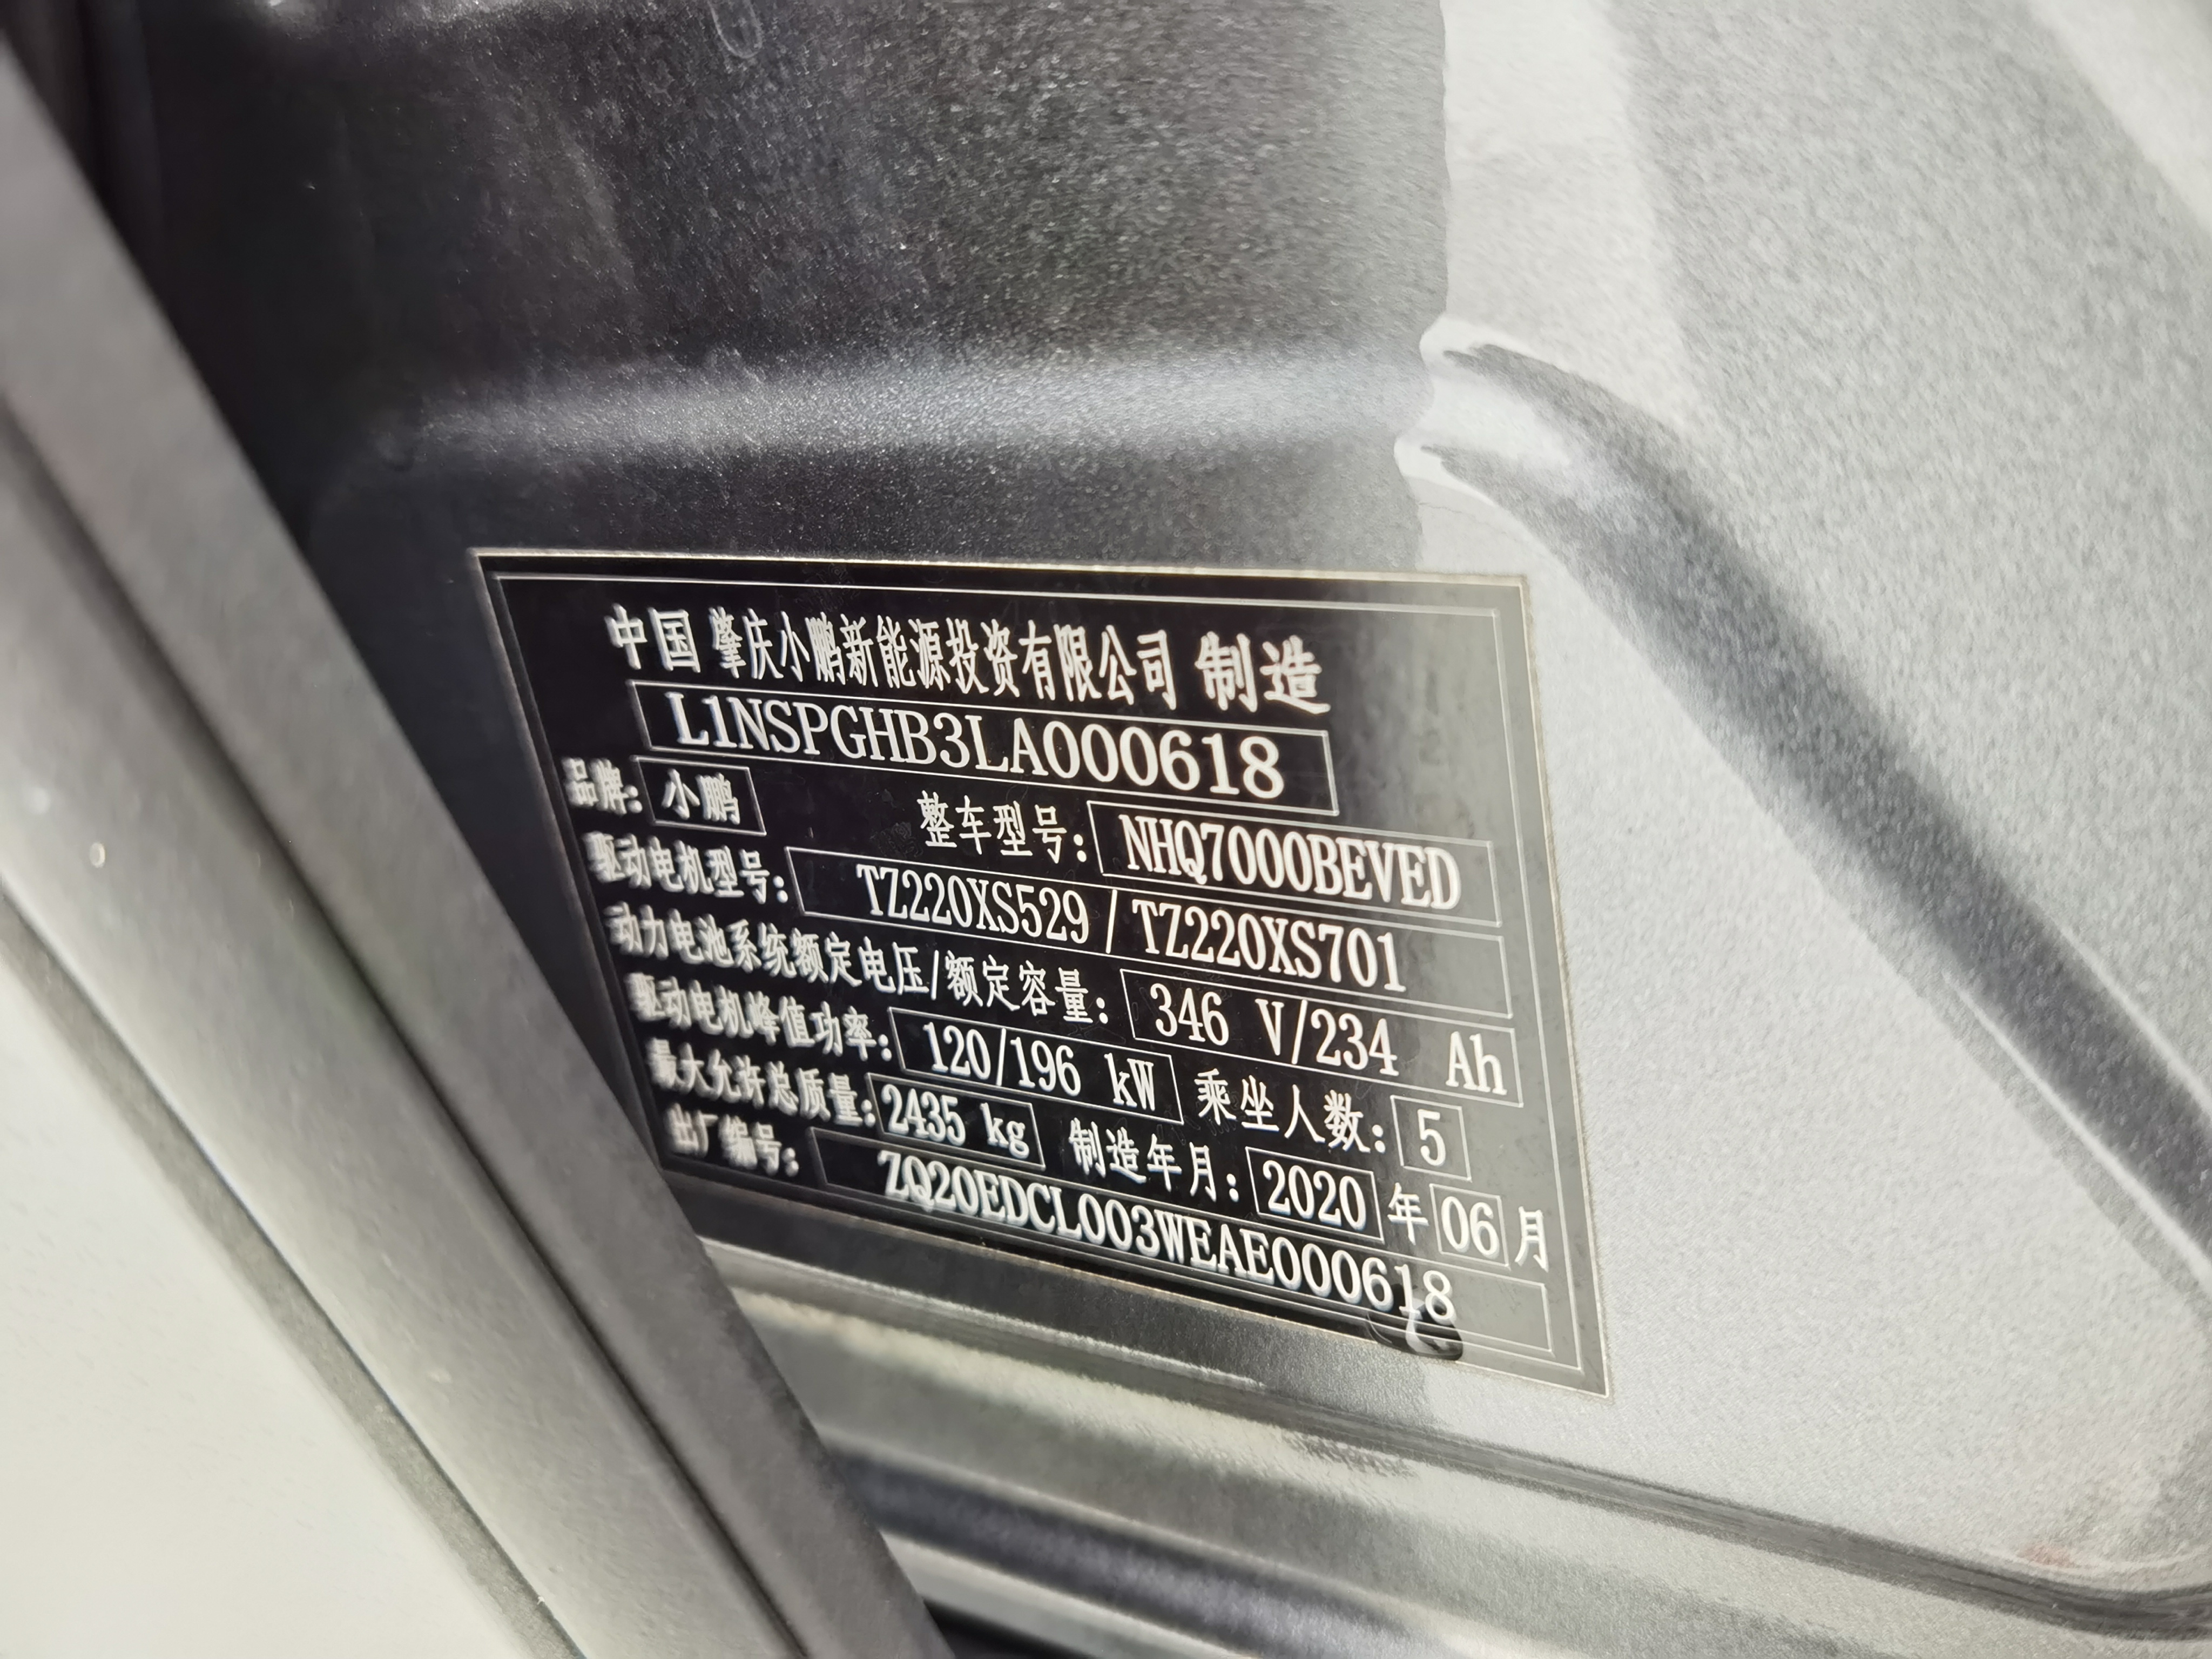 中国 肇庆小鹏新能源投资有限公司 制造
L1NSPGHB3LA000618
品牌: 小鹏 整车型号: NHQ7000BEVED
驱动电机型号: TZ220XS529 / TZ220XS701
动力电池系统额定电压/额定容量: 346 V/234 Ah
驱动电机峰值功率: 120/196 kW 乘坐人数: 5
最大允许总质量: 2435 kg 制造年月: 2020 年 06 月
出厂编号: ZQ20EDCL003WEAE000618